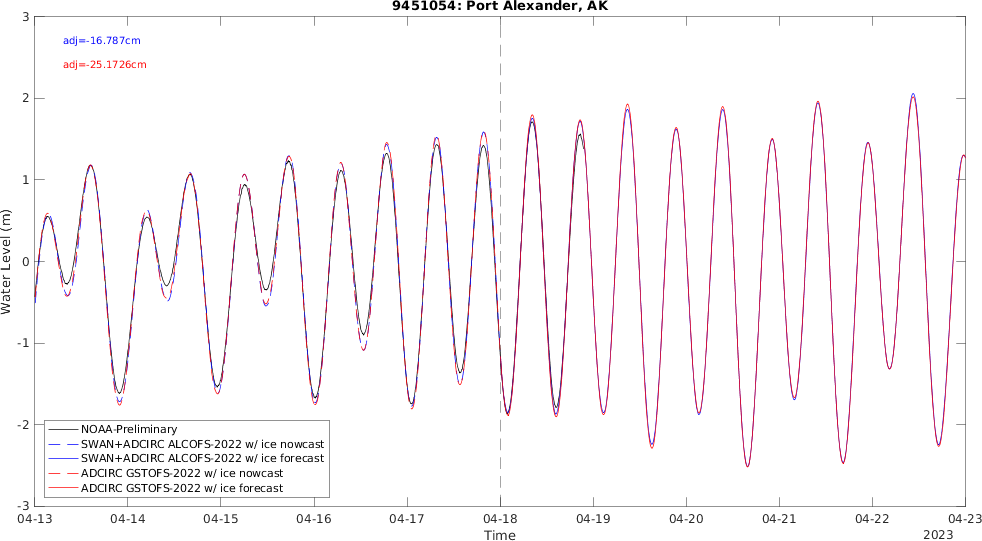 9451054: Port Alexander, AK
adj=-16.787cm
adj=-25.1726cm
Water Level (m)
3
2
1
0
-1
-2
-3
NOAA-Preliminary
SWAN+ADCIRC ALCOFS-2022 w/ ice nowcast
SWAN+ADCIRC ALCOFS-2022 w/ ice forecast
ADCIRC GSTOFS-2022 w/ ice nowcast
ADCIRC GSTOFS-2022 w/ ice forecast
04-13 04-14 04-15 04-16 04-17 04-18 04-19 04-20 04-21 04-22 04-23
Time
2023